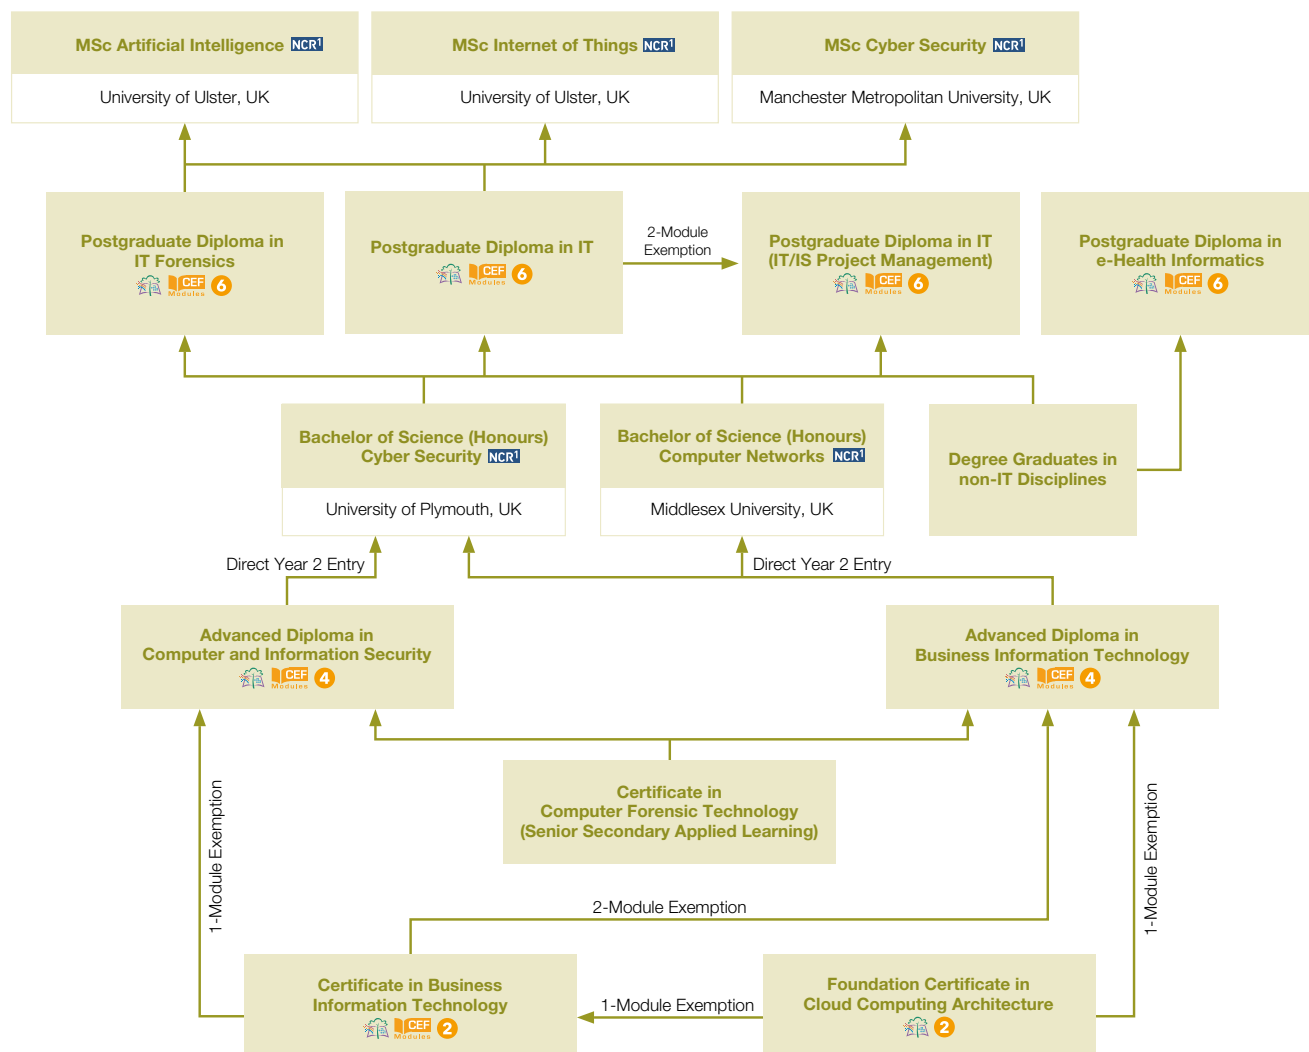 MSc Artificial Intelligence NCR1
University of Ulster, UK
MSc Internet of Things NCR1
University of Ulster, UK
MSc Cyber Security NCR1
Manchester Metropolitan University, UK
Postgraduate Diploma in
IT Forensics
CEF
Modules
6
Postgraduate Diploma in IT
CEF
Modules
6
2-Module
Exemption
Postgraduate Diploma in IT
(IT/IS Project Management)
CEF
Modules
6
Postgraduate Diploma in
e-Health Informatics
CEF
Modules
6
Bachelor of Science (Honours)
Cyber Security NCR1
University of Plymouth, UK
Bachelor of Science (Honours)
Computer Networks NCR1
Middlesex University, UK
Degree Graduates in
non-IT Disciplines
Direct Year 2 Entry
Direct Year 2 Entry
Advanced Diploma in
Computer and Information Security
CEF
Modules
4
Advanced Diploma in
Business Information Technology
CEF
Modules
4
1-Module Exemption
Certificate in
Computer Forensic Technology
(Senior Secondary Applied Learning)
1-Module Exemption
2-Module Exemption
Certificate in Business
Information Technology
CEF
Modules
2
1-Module Exemption
Foundation Certificate in
Cloud Computing Architecture
2